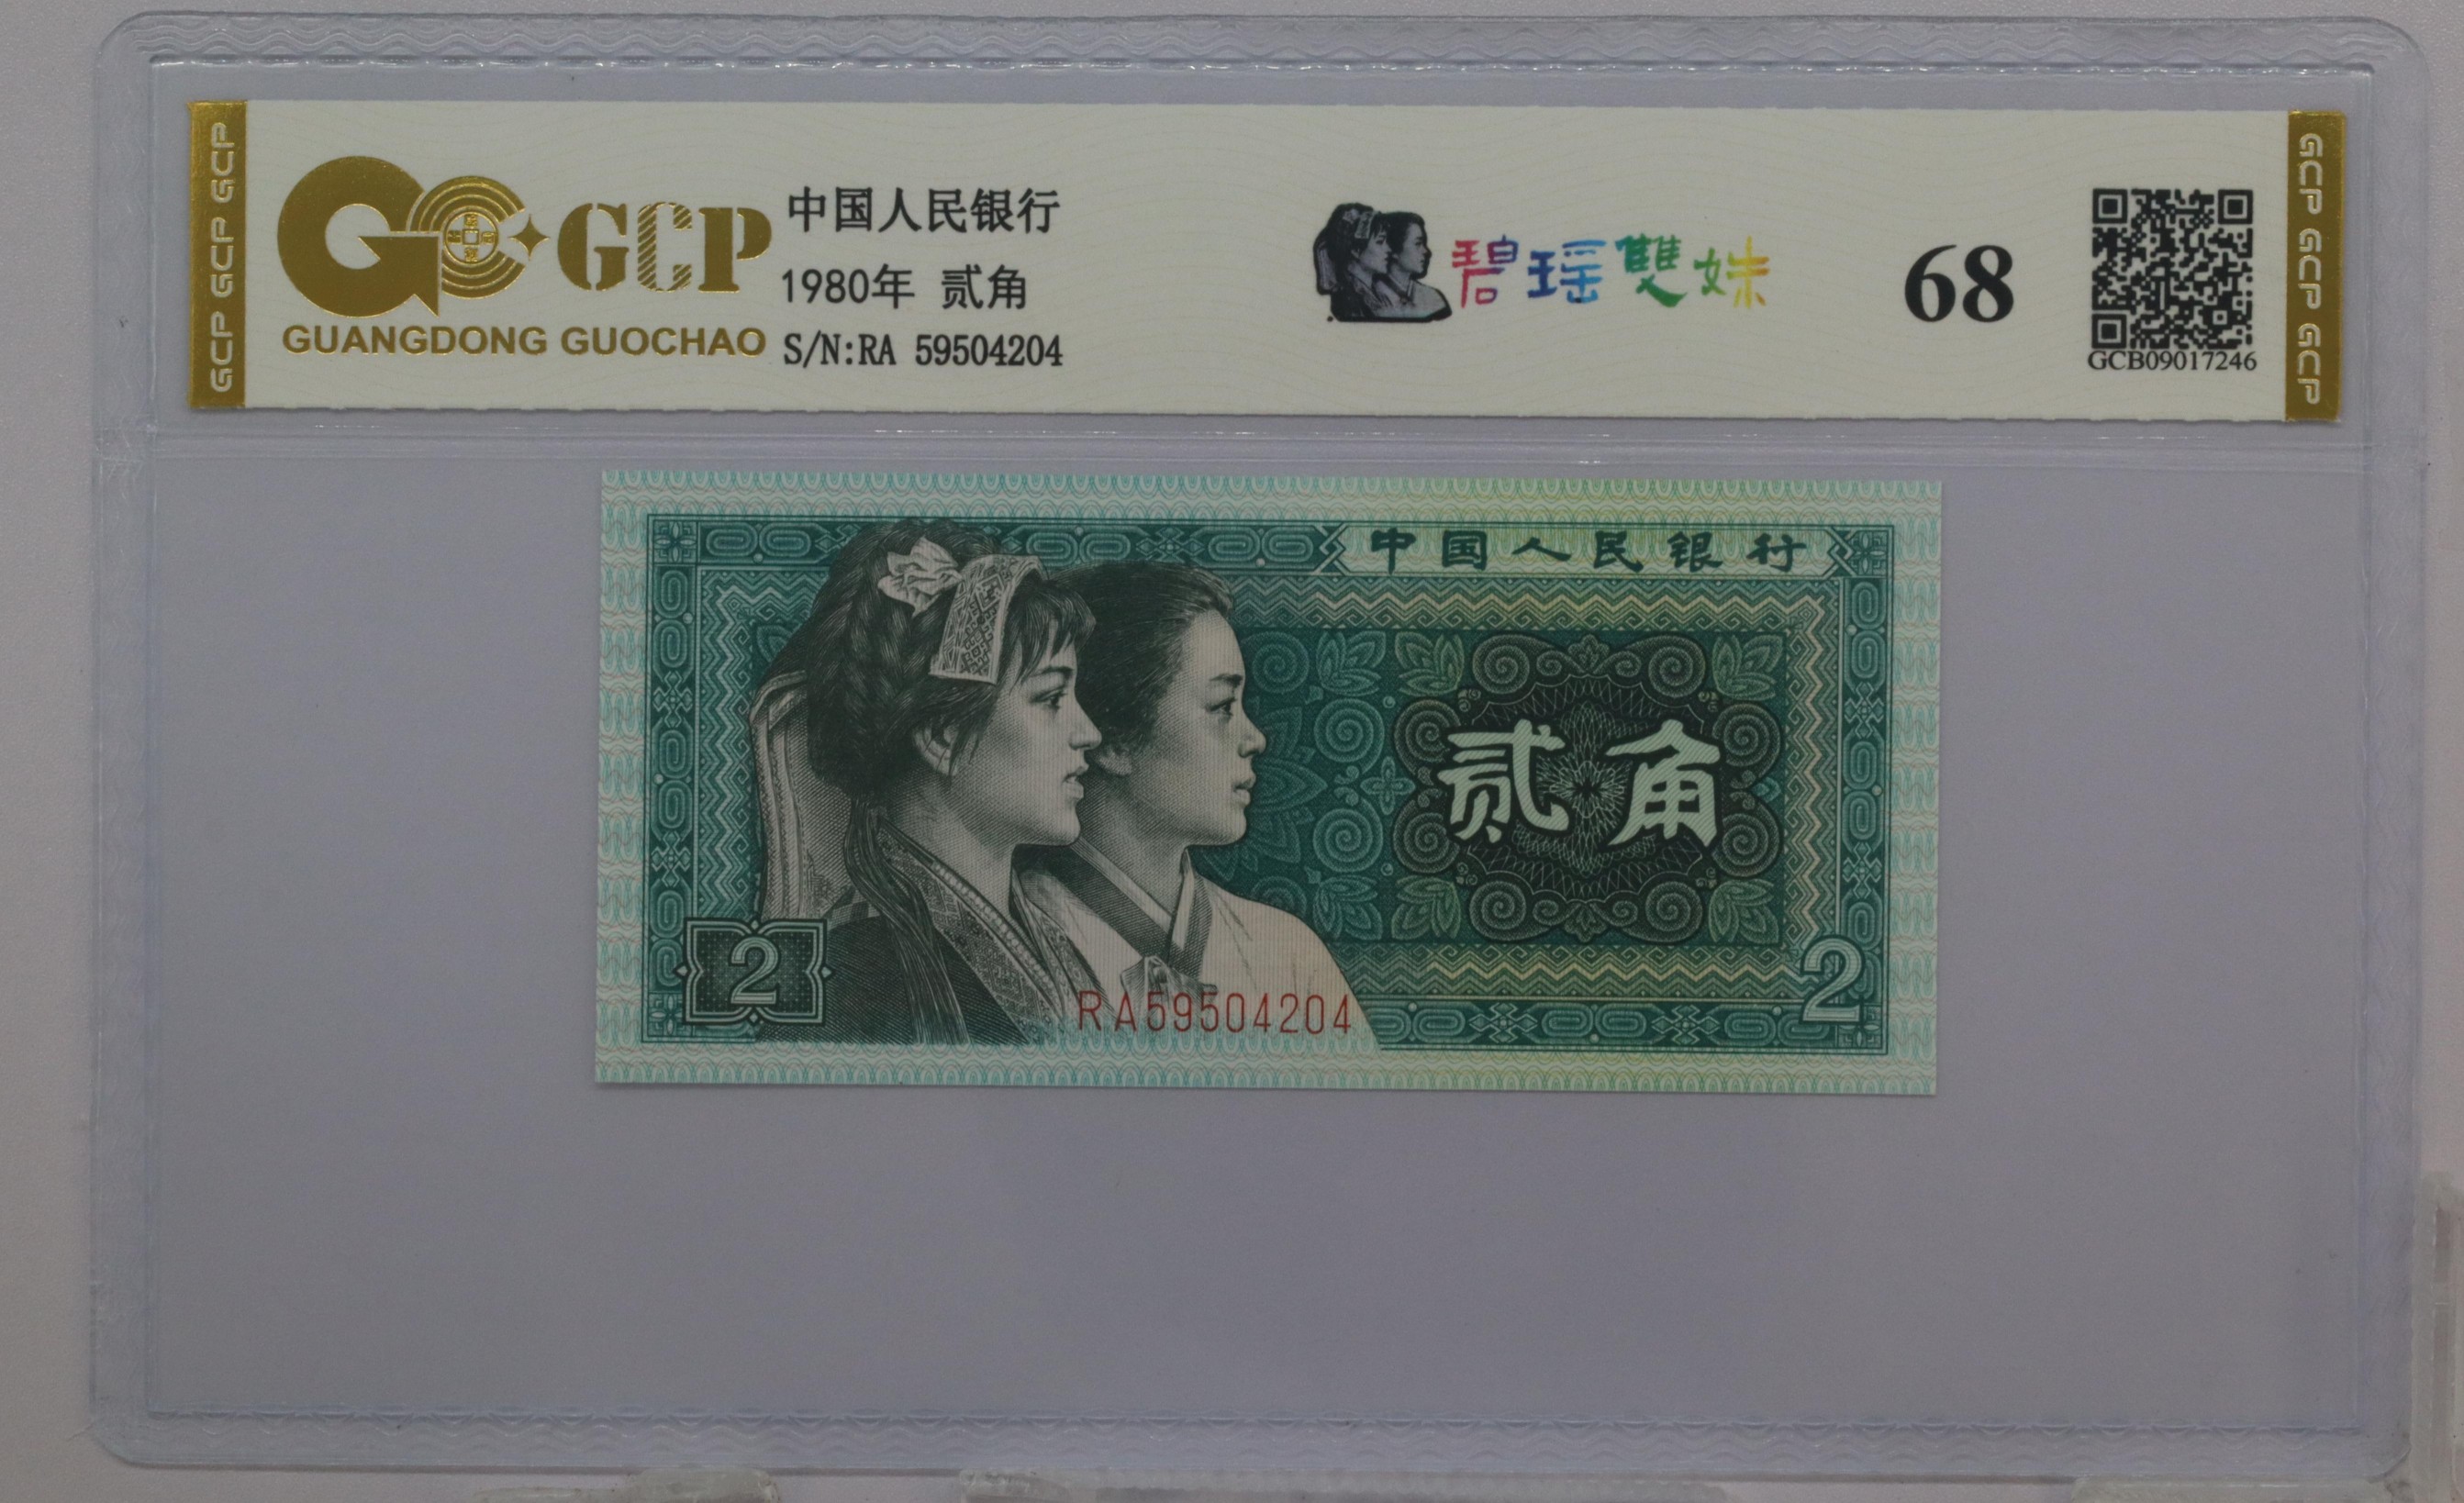 GCP GCP GCP
GCP
GUANGDONG GUOCHAO
中国人民银行
1980年 贰角
S/N:RA 59504204
碧瑶雙姝
68
GCB09017246
GCP GCP GCP
中国人民银行
贰角
2
RA59504204
2